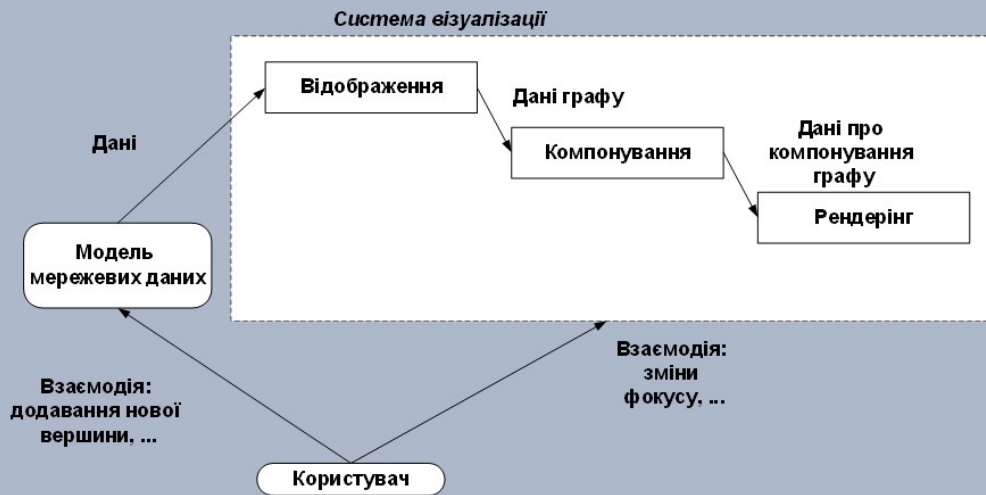 Система візуалізації
Відображення
Дані графу
Дані
Компонування
Дані про
компонування
графу
Рендерінг
Модель
мережевих даних
Взаємодія:
зміни
фокусу, ...
Взаємодія:
додавання нової
вершини, ...
Користувач